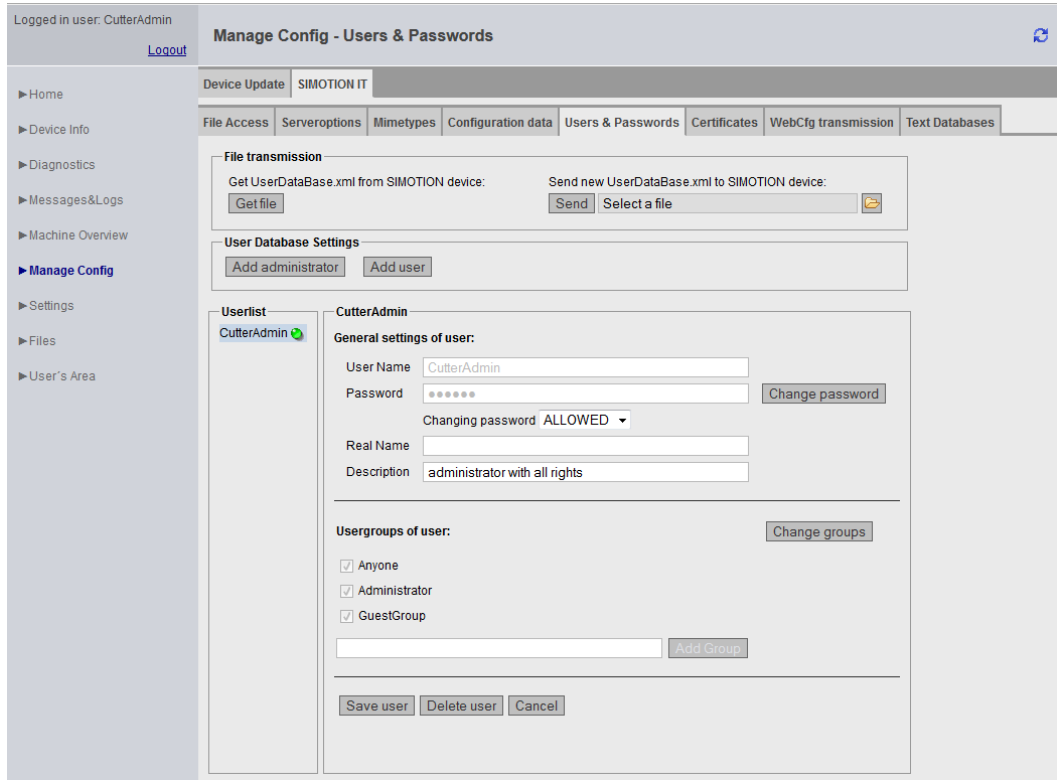 Logged in user: CutterAdmin
Logout
Manage Config - Users & Passwords
Home
Device Info
Diagnostics
Messages&Logs
Machine Overview
Manage Config
Settings
Files
User´s Area
Device Update SIMOTION IT
File Access Serveroptions Mimetypes Configuration data Users & Passwords Certificates WebCfg transmission Text Databases
File transmission
Get UserDataBase.xml from SIMOTION device: Send new UserDataBase.xml to SIMOTION device:
Get file Send Select a file
User Database Settings
Add administrator Add user
Userlist
CutterAdmin
CutterAdmin
General settings of user:
User Name CutterAdmin
Password ●●●●●● Change password
Changing password ALLOWED
Real Name
Description administrator with all rights
Usergroups of user: Change groups
Anyone
Administrator
GuestGroup
Add Group
Save user Delete user Cancel